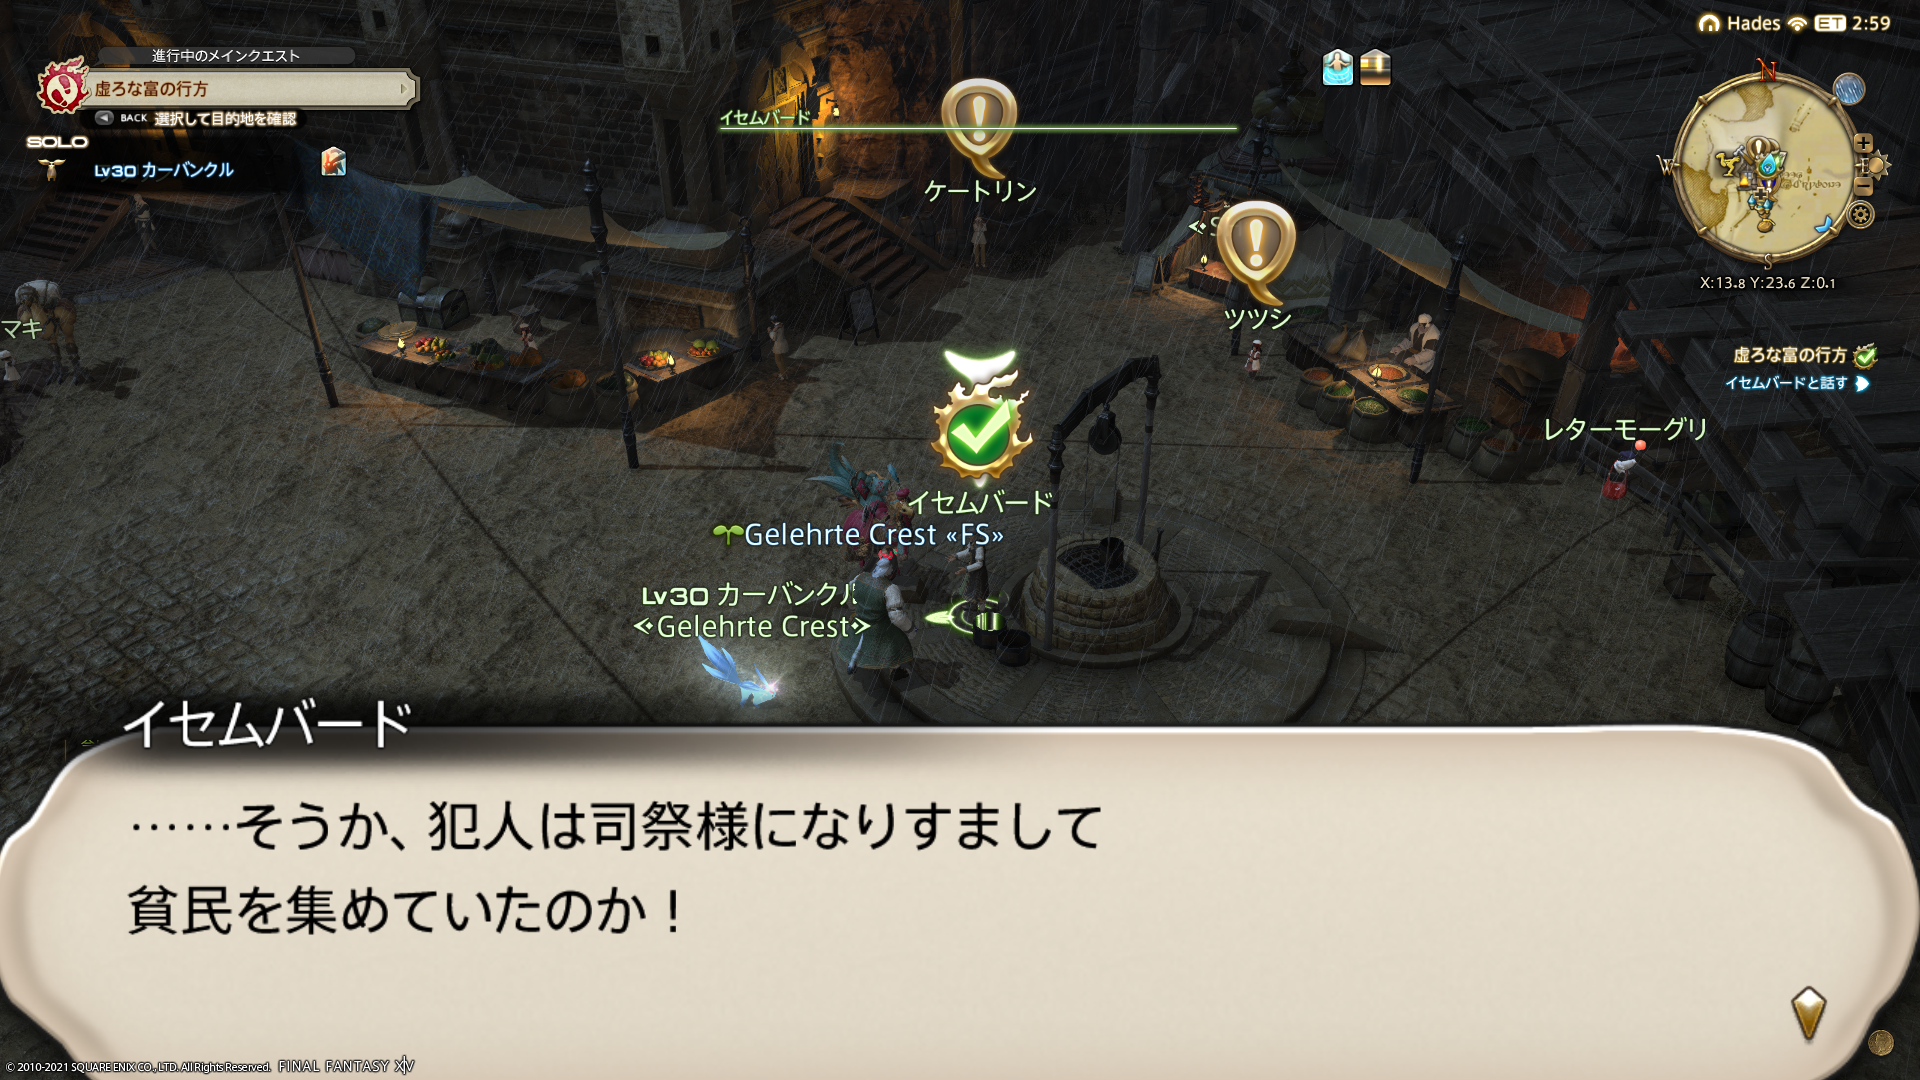 Hades ET 2:59
進行中のメインクエスト
虚ろな富の行方
BACK 選択して目的地を確認
SOLO
Lv30 カーバンクル
イセムバード
ケートリン
ツツシ
マキ
N
W
E
S
X:13.8 Y:23.6 Z:0.1
虚ろな富の行方
イセムバードと話す
レターモーグリ
イセムバード
Gelehrte Crest «FS»
Lv30 カーバンクル
Gelehrte Crest
イセムバード
……そうか、犯人は司祭様になりすまして
貧民を集めていたのか！
© 2010-2021 SQUARE ENIX CO., LTD. All Rights Reserved. FINAL FANTASY XIV